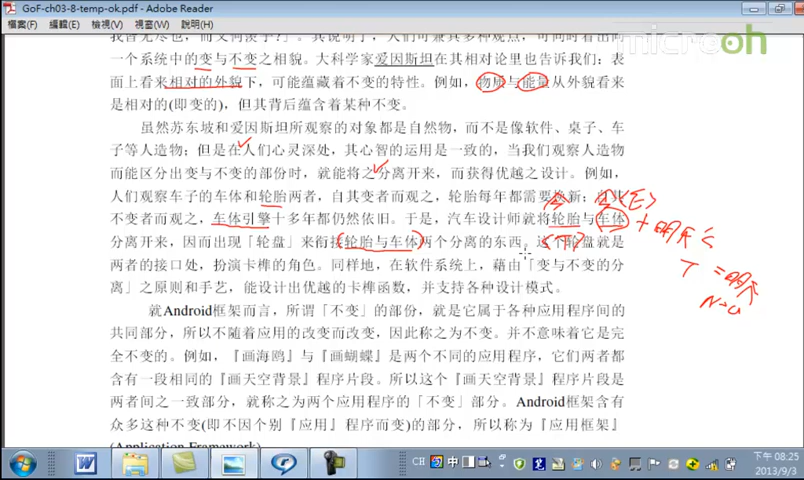 GoF-ch03-8-temp-ok.pdf - Adobe Reader
檔案(F) 編輯(E) 檢視(V) 視窗(W) 說明(H)
microoh
我皆无尽也，而又何羡乎？」。其说明了，人们可兼具多种观点，可同时看出同
一个系统中的变与不变之相貌。大科学家爱因斯坦在其相对论里也告诉我们：表
面上看来相对的外貌下，可能蕴藏着不变的特性。例如，物质与能量从外貌看来
是相对的(即变的)，但其背后蕴含着某种不变。
虽然苏东坡和爱因斯坦所观察的对象都是自然物，而不是像软件、桌子、车
子等人造物；但是在人们心灵深处，其心智的运用是一致的，当我们观察人造物
而能区分出变与不变的部份时，就能将之分离开来，而获得优越之设计。例如，
人们观察车子的车体和轮胎两者，自其变者而观之，轮胎每年都需要换新；自其
不变者而观之，车体引擎十多年都仍然依旧。于是，汽车设计师就将轮胎与车体
分离开来，因而出现「轮盘」来衔接(轮胎与车体)两个分离的东西，这个轮盘就是
两者的接口处，扮演卡榫的角色。同样地，在软件系统上，藉由「变与不变的分
离」之原则和手艺，能设计出优越的卡榫函数，并支持各种设计模式。
就Android框架而言，所谓「不变」的部份，就是它属于各种应用程序间的
共同部分，所以不随着应用的改变而改变，因此称之为不变。并不意味着它是完
全不变的。例如，『画海鸥』与『画蝴蝶』是两个不同的应用程序，它们两者都
含有一段相同的『画天空背景』程序片段。所以这个『画天空背景』程序片段是
两者间之一致部分，就称之为两个应用程序的「不变」部分。Android框架含有
众多这种不变(即不因个别『应用』程序而变)的部分，所以称为『应用框架』
(Application Framework)
<E>
<T>
T
CH 中
下午 08:25
2013/9/3